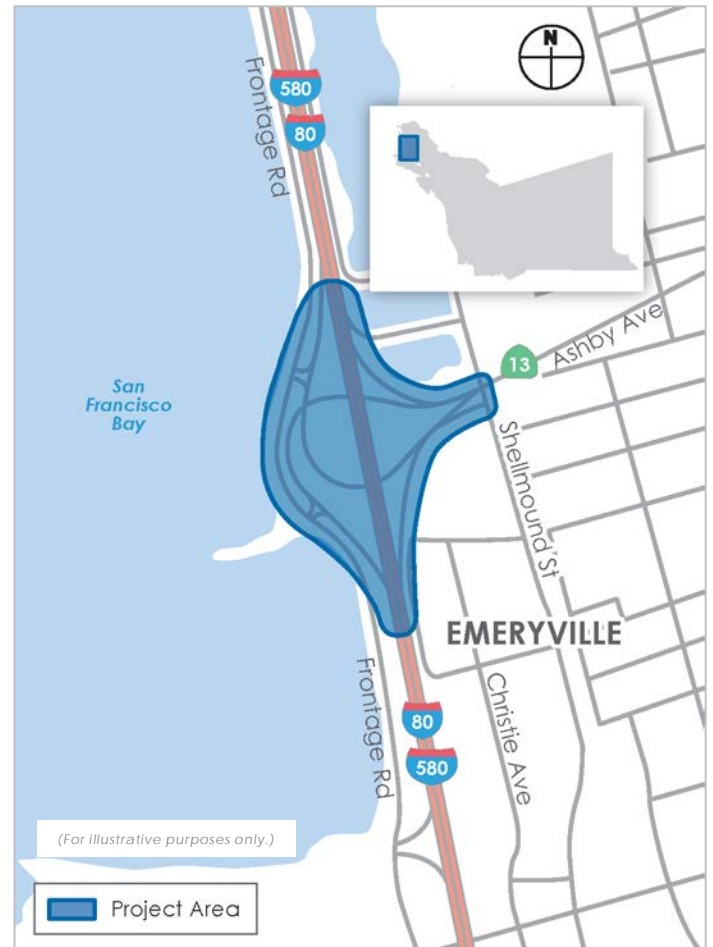 N
Frontage Rd
580
80
San
Francisco
Bay
13
Ashby Ave
Shellmound St
EMERYVILLE
Frontage Rd
Christie Ave
80
580
(For illustrative purposes only.)
Project Area